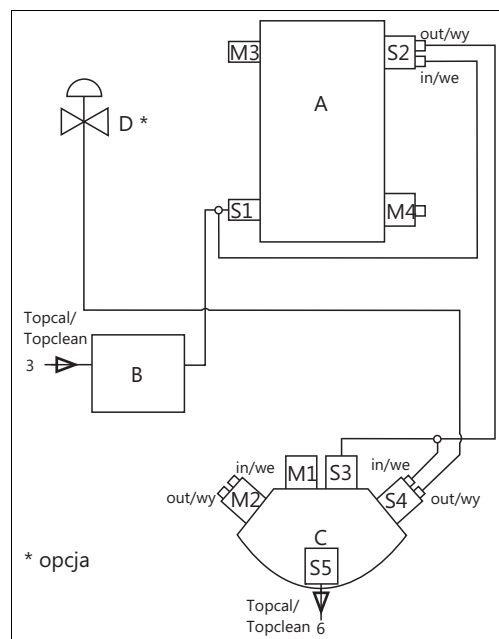 out/wy
M3
S2
in/we
A
D *
S1
M4
Topcal/
Topclean
3
B
in/we
M1
S3
in/we
out/wy
M2
S4
out/wy
C
S5
* opcja
Topcal/
Topclean 6